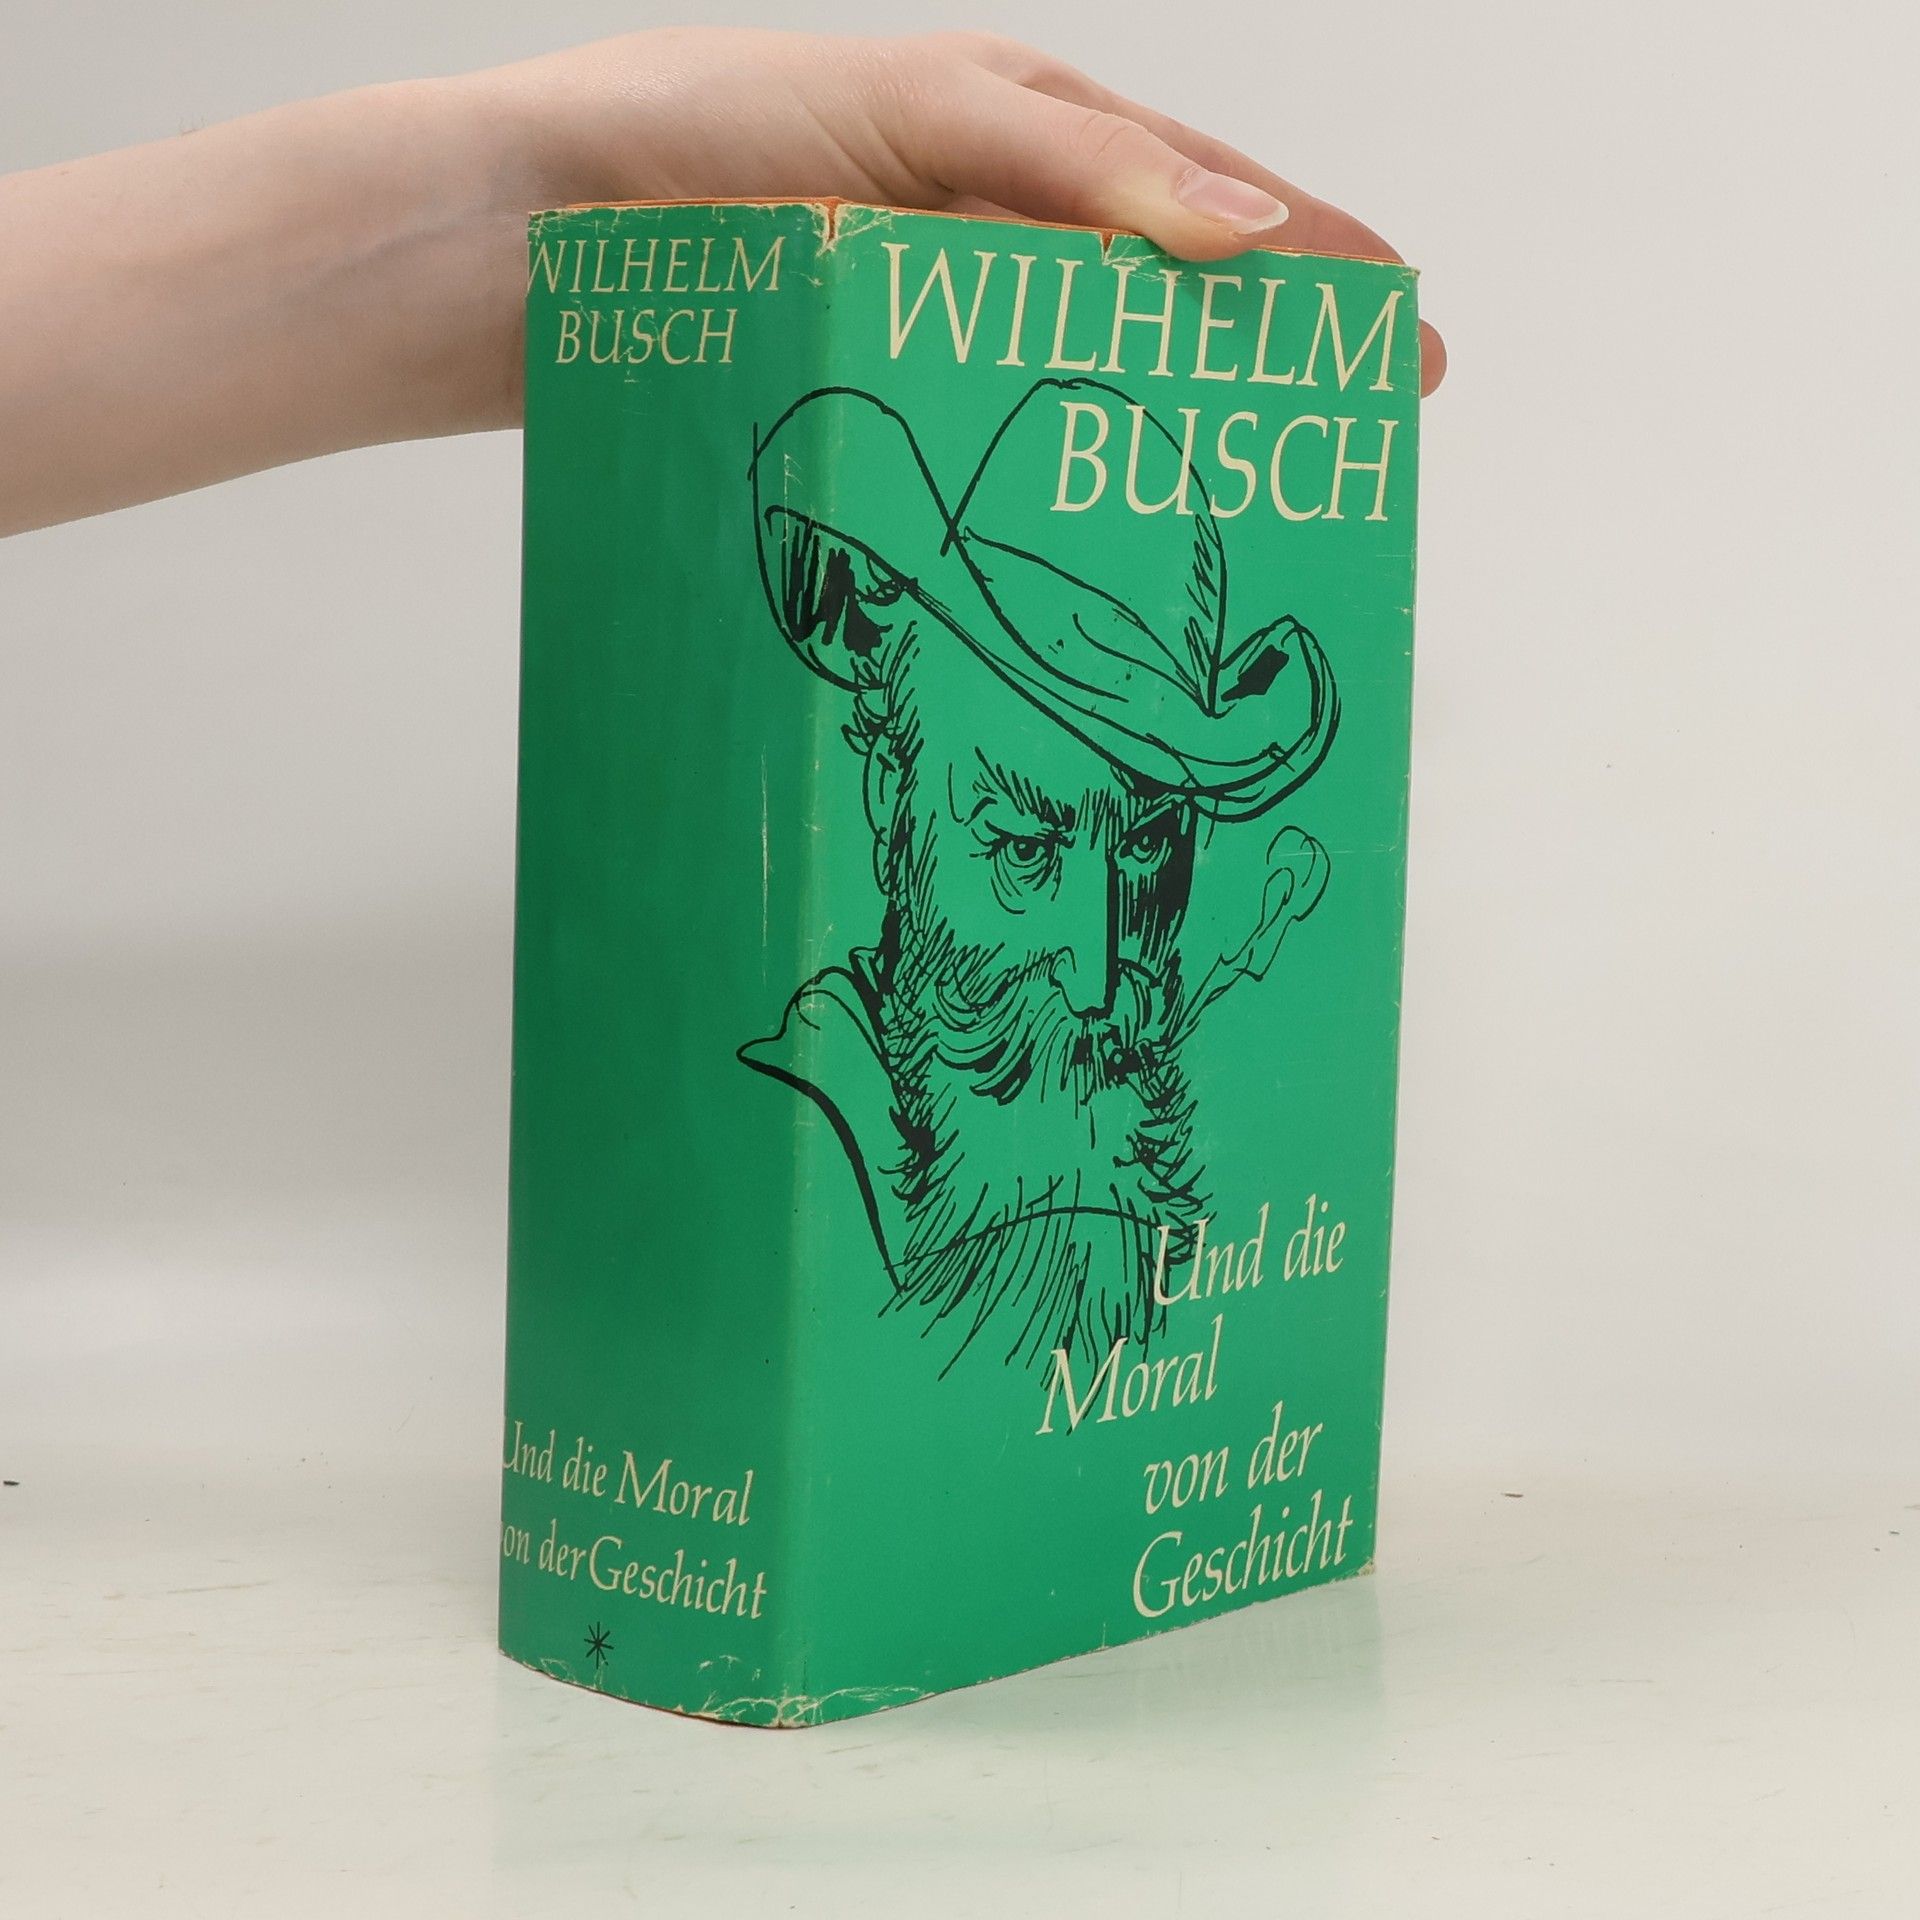 WILHELM
BUSCH
Und die Moral
von der Geschicht
*
WILHELM
BUSCH
Und die
Moral
von der
Geschicht